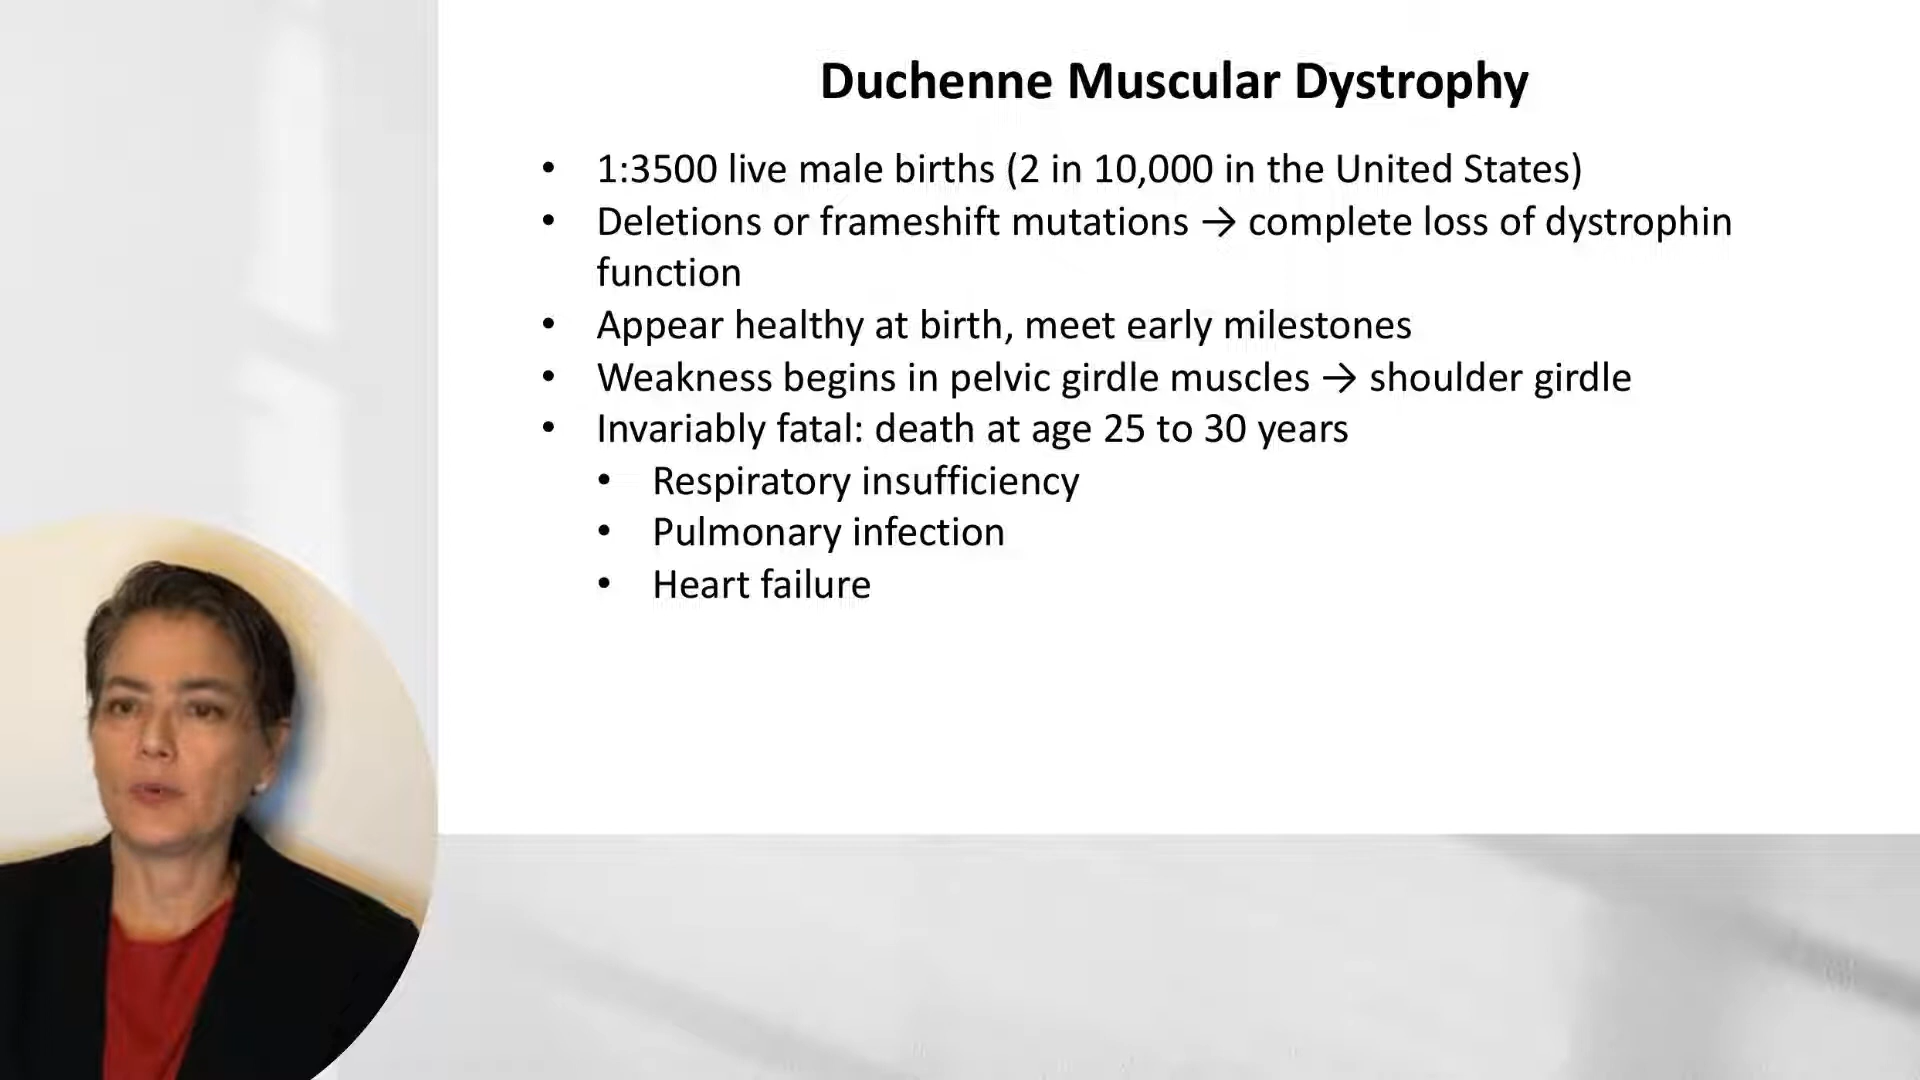 Duchenne Muscular Dystrophy
• 1:3500 live male births (2 in 10,000 in the United States)
• Deletions or frameshift mutations → complete loss of dystrophin
function
• Appear healthy at birth, meet early milestones
• Weakness begins in pelvic girdle muscles → shoulder girdle
• Invariably fatal: death at age 25 to 30 years
• Respiratory insufficiency
• Pulmonary infection
• Heart failure